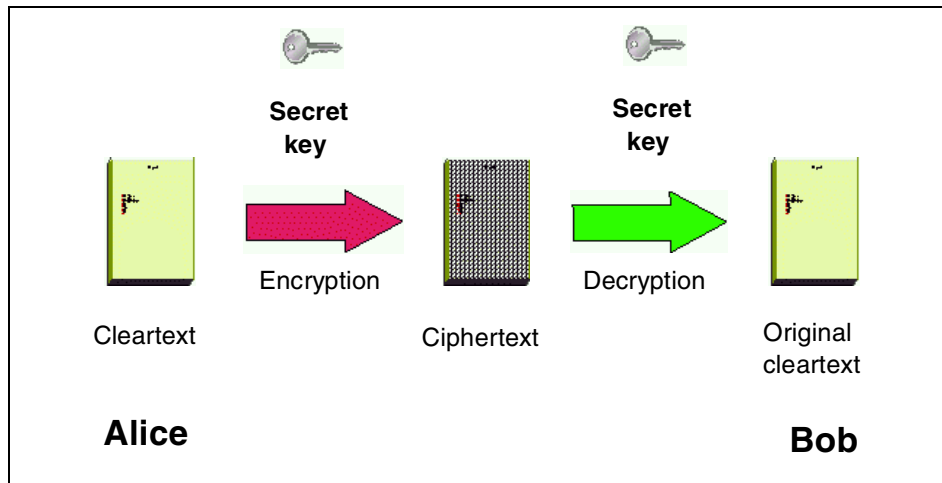 Secret
key
Secret
key
Encryption
Decryption
Cleartext
Ciphertext
Original
cleartext
Alice
Bob